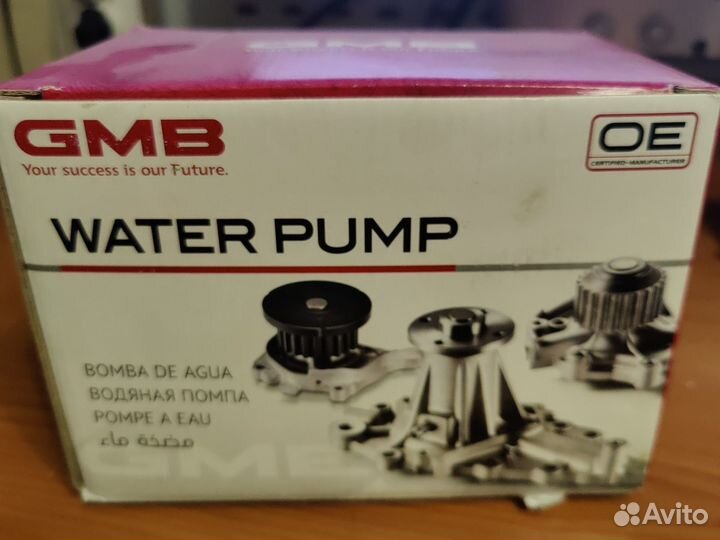 GMB
GMB
Your success is our Future.
OE
CERTIFIED-MANUFACTURER
WATER PUMP
BOMBA DE AGUA
ВОДЯНАЯ ПОМПА
POMPE A EAU
مضخة ماء
GMB
Avito